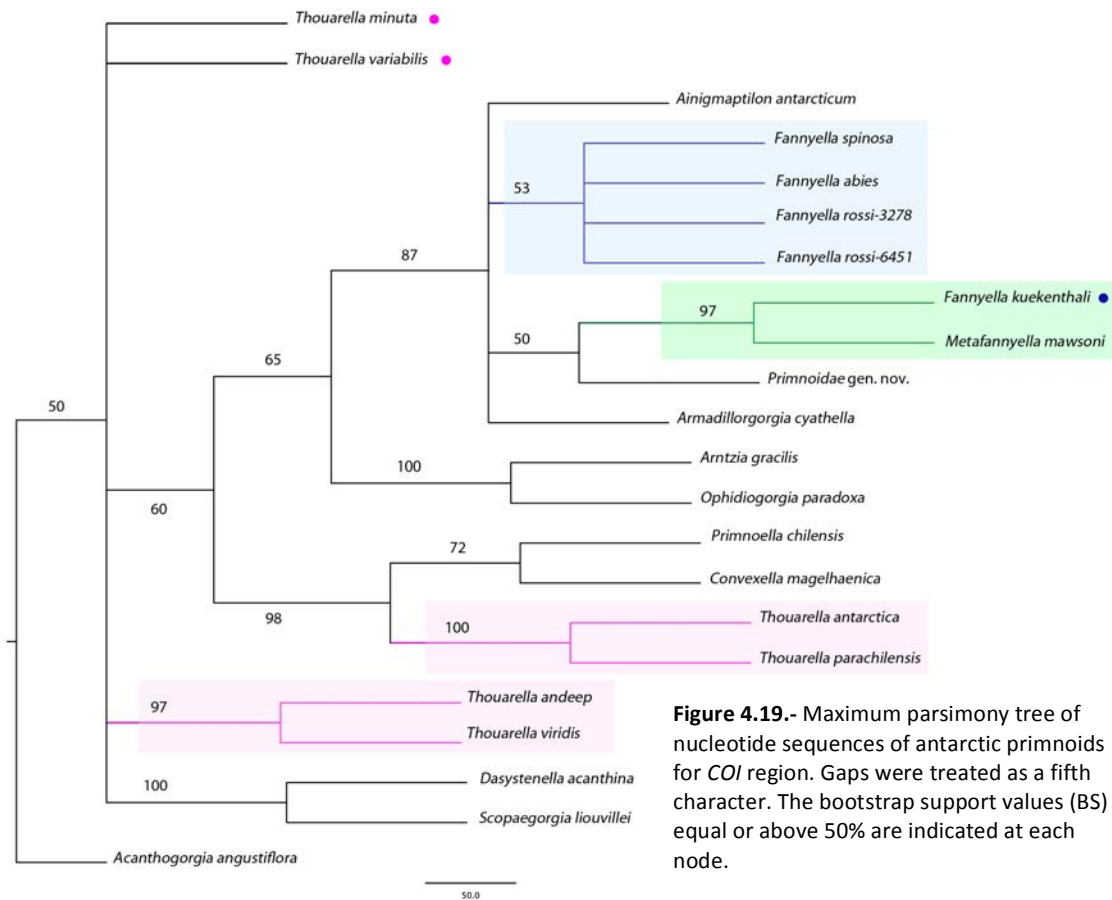 Thouarella minuta
Thouarella variabilis
Ainigmaptilon antarcticum
Fannyella spinosa
53
Fannyella abies
Fannyella rossi-3278
87
Fannyella rossi-6451
Fannyella kuekenthali
97
50
Metafannyella mawsoni
65
Primnoidae gen. nov.
50
Armadillorgorgia cyathella
Arntzia gracilis
100
Ophidiogorgia paradoxa
60
Primnoella chilensis
72
Convexella magelhaenica
98
Thouarella antarctica
100
Thouarella parachilensis
Thouarella andeep
97
Thouarella viridis
Dasystenella acanthina
100
Scopaegorgia liouvillei
Acanthogorgia angustiflora
50.0
Figure 4.19.- Maximum parsimony tree of
nucleotide sequences of antarctic primnoids
for COI region. Gaps were treated as a fifth
character. The bootstrap support values (BS)
equal or above 50% are indicated at each
node.